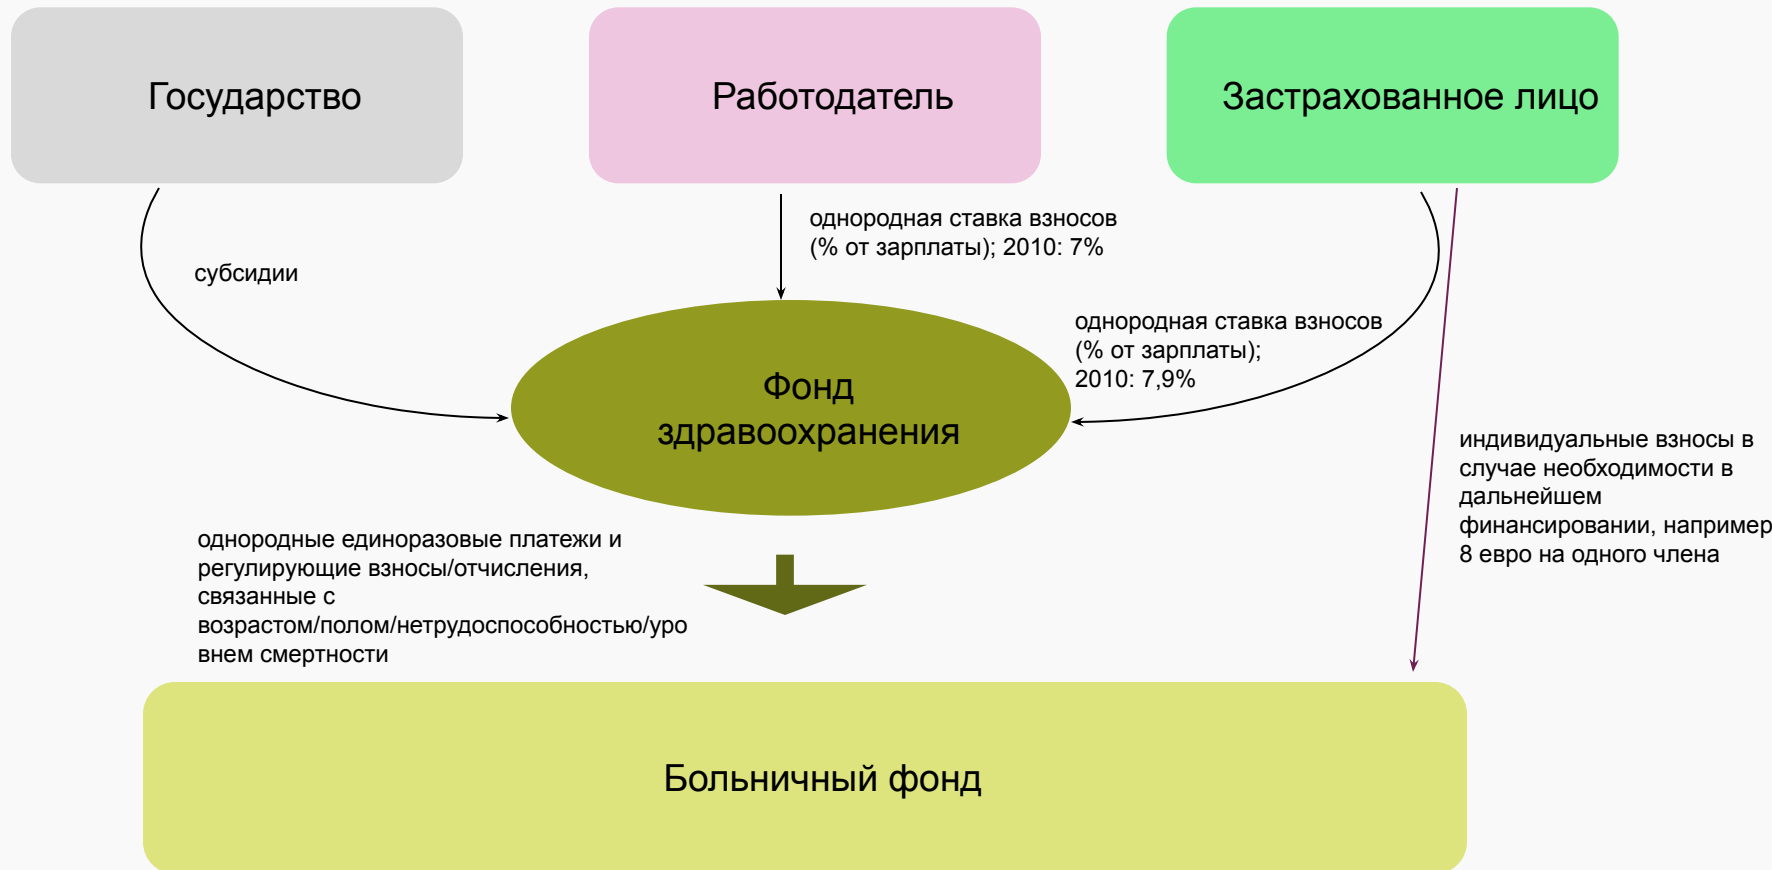 Государство
Работодатель
Застрахованное лицо
однородная ставка взносов
(% от зарплаты); 2010: 7%
субсидии
однородная ставка взносов
(% от зарплаты);
2010: 7,9%
Фонд
здравоохранения
индивидуальные взносы в
случае необходимости в
дальнейшем
финансировании, например
8 евро на одного члена
однородные единоразовые платежи и
регулирующие взносы/отчисления,
связанные с
возрастом/полом/нетрудоспособностью/уро
внем смертности
Больничный фонд